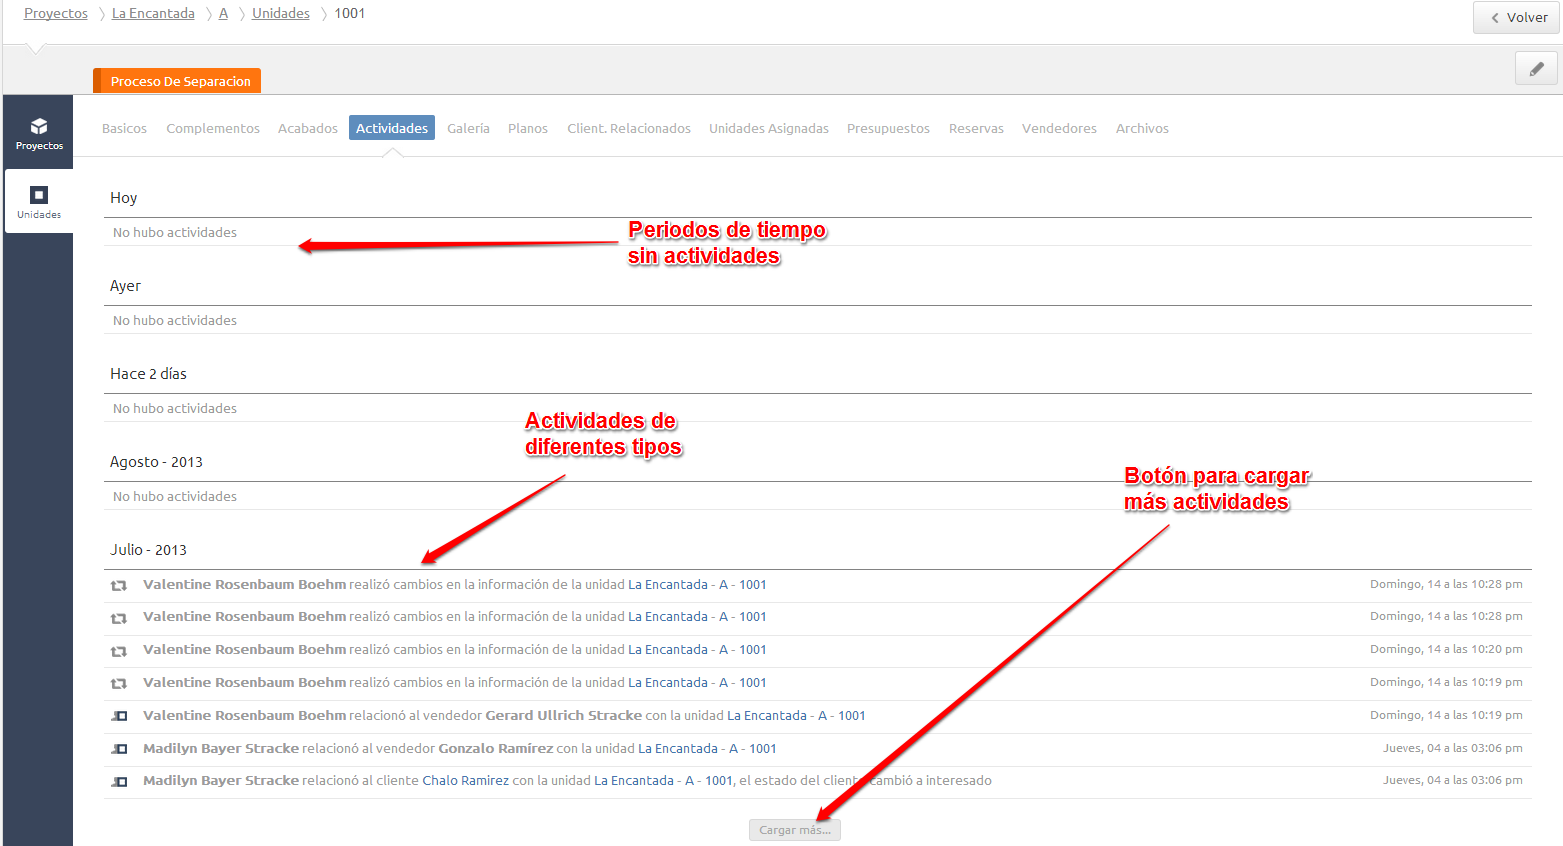 Proyectos La Encantada A Unidades 1001
Volver
Proceso De Separacion
Proyectos
Unidades
Basicos Complementos Acabados Actividades Galería Planos Client. Relacionados Unidades Asignadas Presupuestos Reservas Vendedores Archivos
Hoy
No hubo actividades
Periodos de tiempo
sin actividades
Ayer
No hubo actividades
Hace 2 días
No hubo actividades
Actividades de
diferentes tipos
Agosto - 2013
No hubo actividades
Botón para cargar
más actividades
Julio - 2013
Valentine Rosenbaum Boehm realizó cambios en la información de la unidad La Encantada - A - 1001 Domingo, 14 a las 10:28 pm
Valentine Rosenbaum Boehm realizó cambios en la información de la unidad La Encantada - A - 1001 Domingo, 14 a las 10:28 pm
Valentine Rosenbaum Boehm realizó cambios en la información de la unidad La Encantada - A - 1001 Domingo, 14 a las 10:20 pm
Valentine Rosenbaum Boehm realizó cambios en la información de la unidad La Encantada - A - 1001 Domingo, 14 a las 10:19 pm
Valentine Rosenbaum Boehm relacionó al vendedor Gerard Ullrich Stracke con la unidad La Encantada - A - 1001 Domingo, 14 a las 10:19 pm
Madilyn Bayer Stracke relacionó al vendedor Gonzalo Ramírez con la unidad La Encantada - A - 1001 Jueves, 04 a las 03:06 pm
Madilyn Bayer Stracke relacionó al cliente Chalo Ramirez con la unidad La Encantada - A - 1001, el estado del cliente cambió a interesado Jueves, 04 a las 03:06 pm
Cargar más...